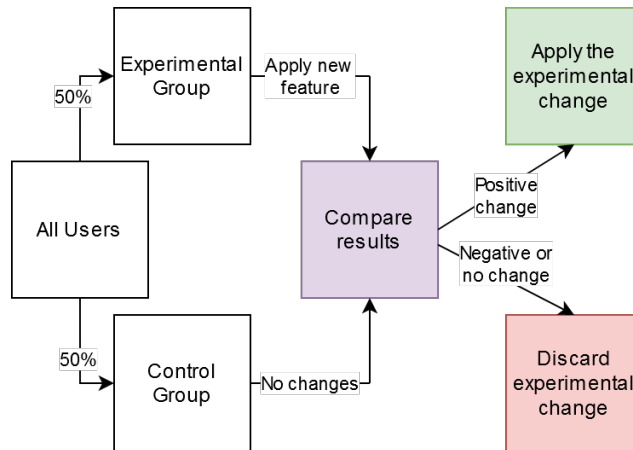 Experimental
Group
Apply new
feature
Apply the
experimental
change
50%
All Users
Compare
results
Positive
change
Negative or
no change
50%
Control
Group
No changes
Discard
experimental
change